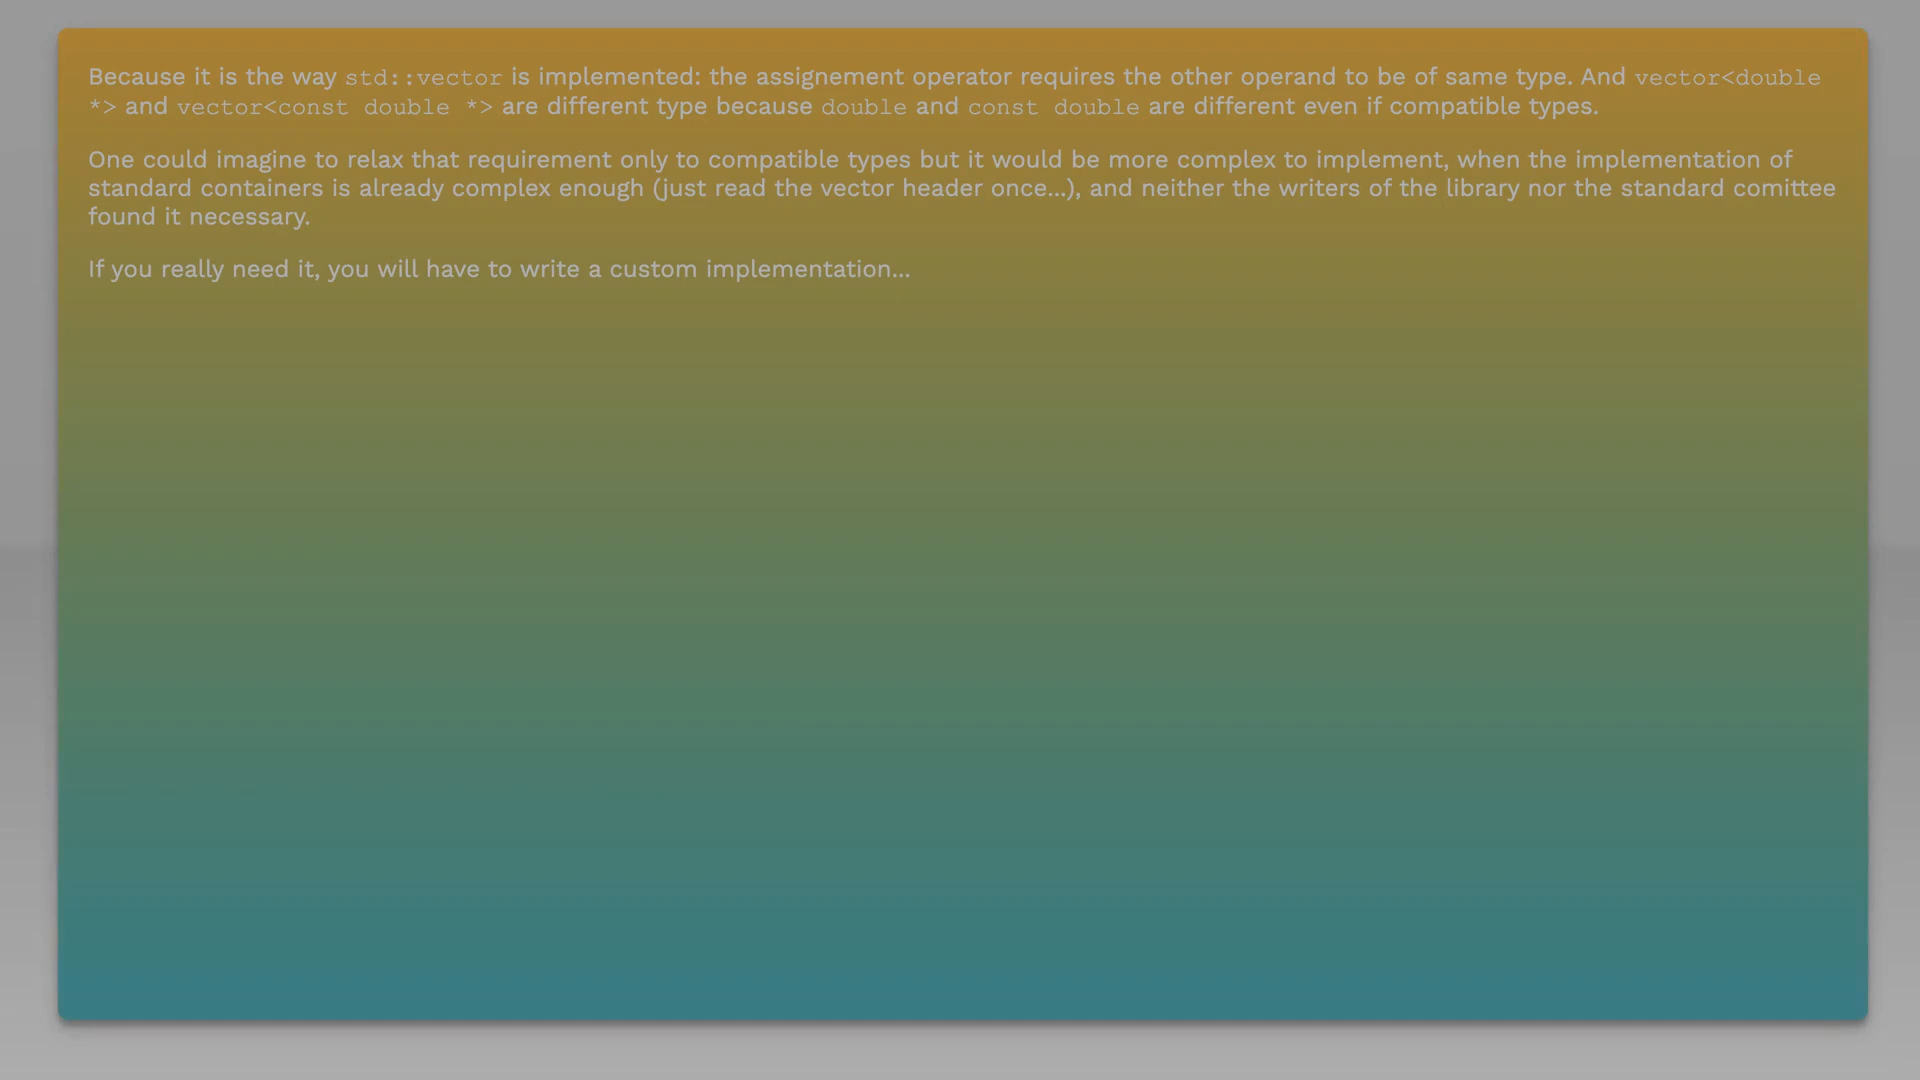 Because it is the way std::vector is implemented: the assignement operator requires the other operand to be of same type. And vector<double
*> and vector<const double *> are different type because double and const double are different even if compatible types.
One could imagine to relax that requirement only to compatible types but it would be more complex to implement, when the implementation of
standard containers is already complex enough (just read the vector header once...), and neither the writers of the library nor the standard comittee
found it necessary.
If you really need it, you will have to write a custom implementation...